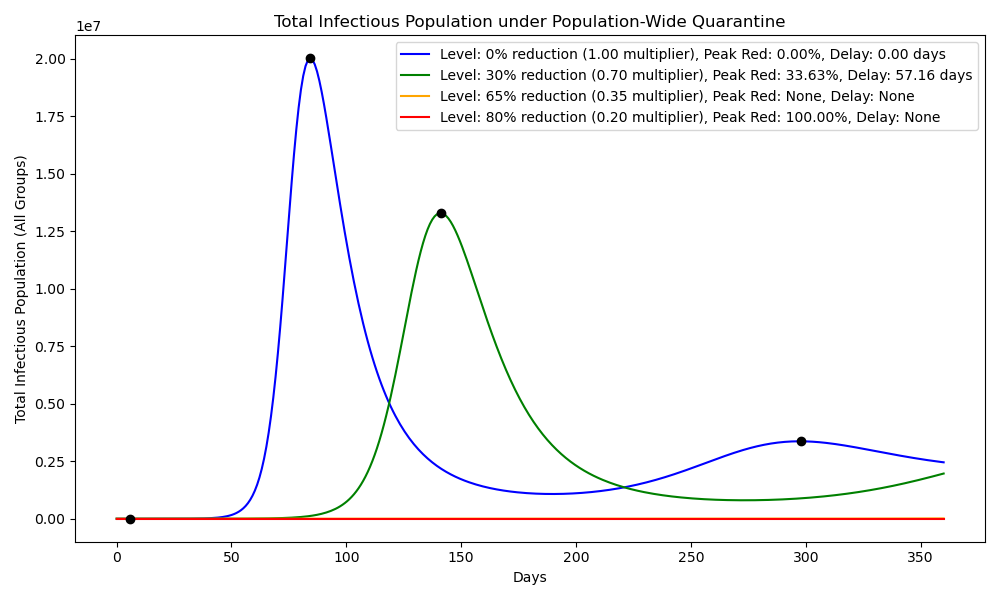 Total Infectious Population under Population-Wide Quarantine
1e7
Level: 0% reduction (1.00 multiplier), Peak Red: 0.00%, Delay: 0.00 days
Level: 30% reduction (0.70 multiplier), Peak Red: 33.63%, Delay: 57.16 days
Level: 65% reduction (0.35 multiplier), Peak Red: None, Delay: None
Level: 80% reduction (0.20 multiplier), Peak Red: 100.00%, Delay: None
Total Infectious Population (All Groups)
2.00
1.75
1.50
1.25
1.00
0.75
0.50
0.25
0.00
0 50 100 150 200 250 300 350
Days